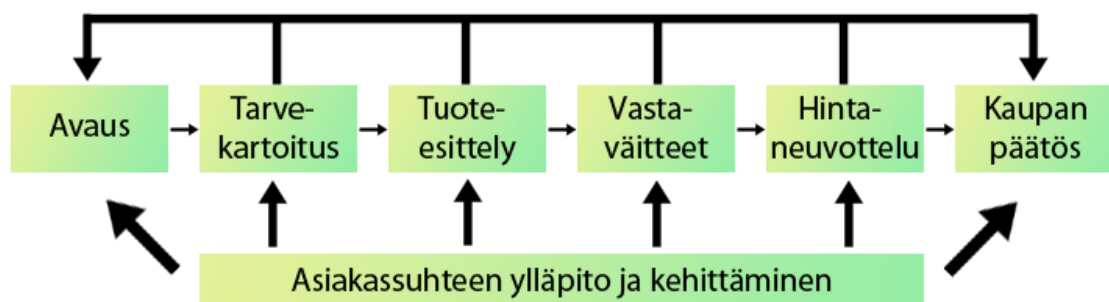 Avaus
Tarve-
kartoitus
Tuote-
esittely
Vasta-
väitteet
Hinta-
neuvottelu
Kaupan
päätös
Asiakassuhteen ylläpito ja kehittäminen